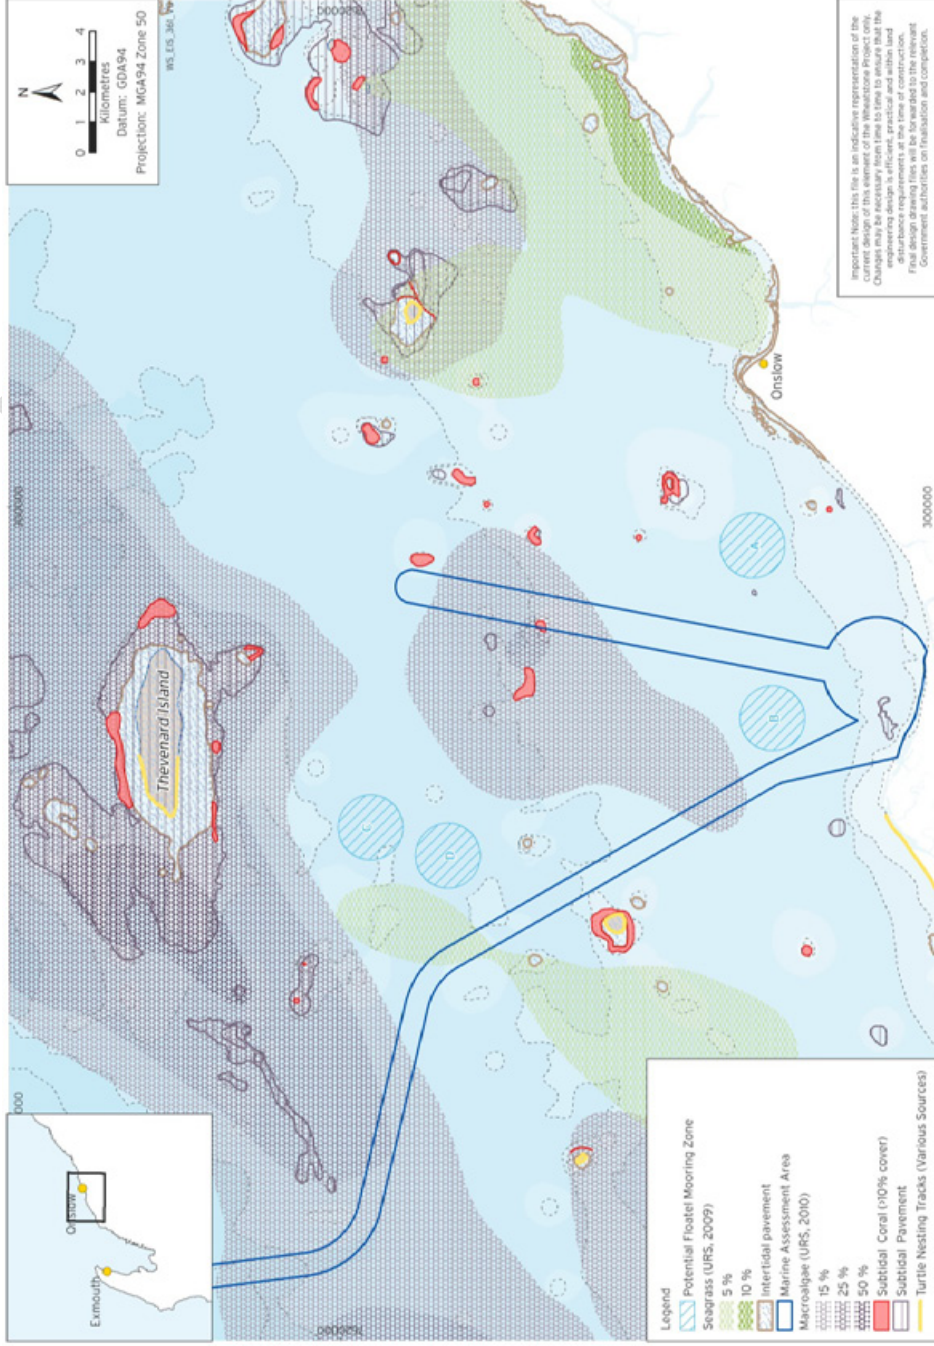 N
0 1 2 3 4
Kilometres
Datum: GDA94
Projection: MGA94 Zone 50
300000
Thevenard Island
C
D
B
A
Onslow
300000
7620000
Important Note: this file is an indicative representation of the
current design of this element of the Wheatstone Project only.
Changes may be necessary from time to time to ensure that the
engineering design is efficient, practical and within land
disturbance requirements at the time of construction.
Final design drawing files will be forwarded to the relevant
Government authorities on finalisation and completion.
Onslow
Exmouth
Legend
Potential Floatel Mooring Zone
Seagrass (URS, 2009)
5 %
10 %
Intertidal pavement
Marine Assessment Area
Macroalgae (URS, 2010)
15 %
25 %
50 %
Subtidal Coral (>10% cover)
Subtidal Pavement
Turtle Nesting Tracks (Various Sources)